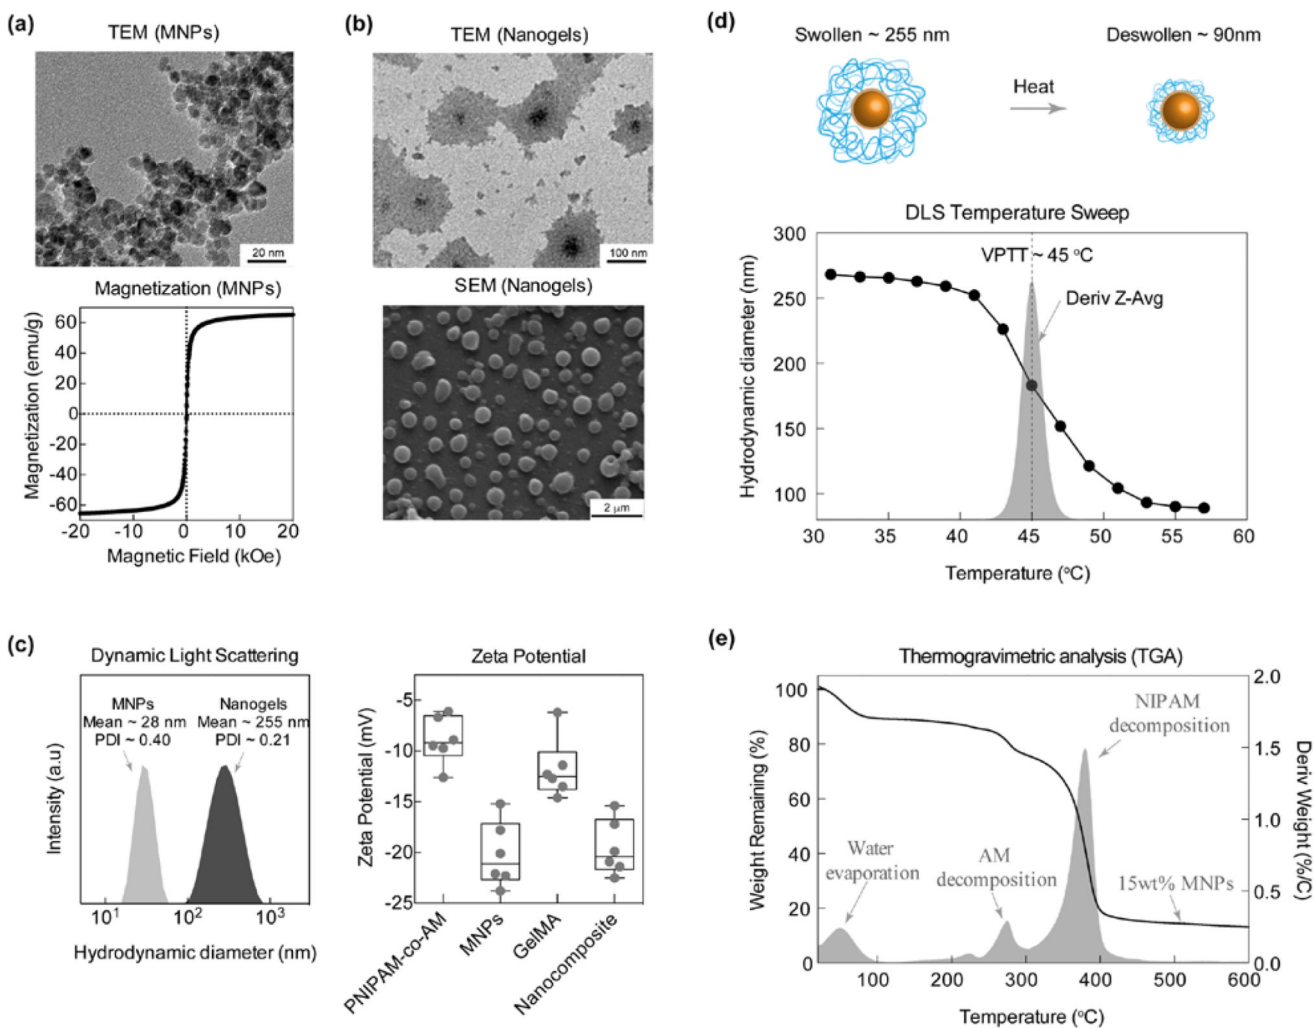 (a)
TEM (MNPs)
20 nm
Magnetization (MNPs)
Magnetization (emu/g)
60
40
20
0
-20
-40
-60
-20 -10 0 10 20
Magnetic Field (kOe)
(b)
TEM (Nanogels)
100 nm
SEM (Nanogels)
2 µm
(c)
Dynamic Light Scattering
MNPs
Mean ~ 28 nm
PDI ~ 0.40
Nanogels
Mean ~ 255 nm
PDI ~ 0.21
Intensity (a.u)
10¹ 10² 10³
Hydrodynamic diameter (nm)
Zeta Potential
Zeta Potential (mV)
-5
-10
-15
-20
-25
PNIPAM-co-AM
MNPs
GelMA
Nanocomposite
(d)
Swollen ~ 255 nm
Heat
Deswollen ~ 90nm
DLS Temperature Sweep
VPTT ~ 45 °C
Deriv Z-Avg
Hydrodynamic diameter (nm)
300
250
200
150
100
30 35 40 45 50 55 60
Temperature (°C)
(e)
Thermogravimetric analysis (TGA)
Weight Remaining (%)
100
80
60
40
20
0
Water
evaporation
AM
decomposition
NIPAM
decomposition
15wt% MNPs
2.0
1.5
1.0
0.5
0.0
Deriv Weight (%/C)
100 200 300 400 500 600
Temperature (°C)